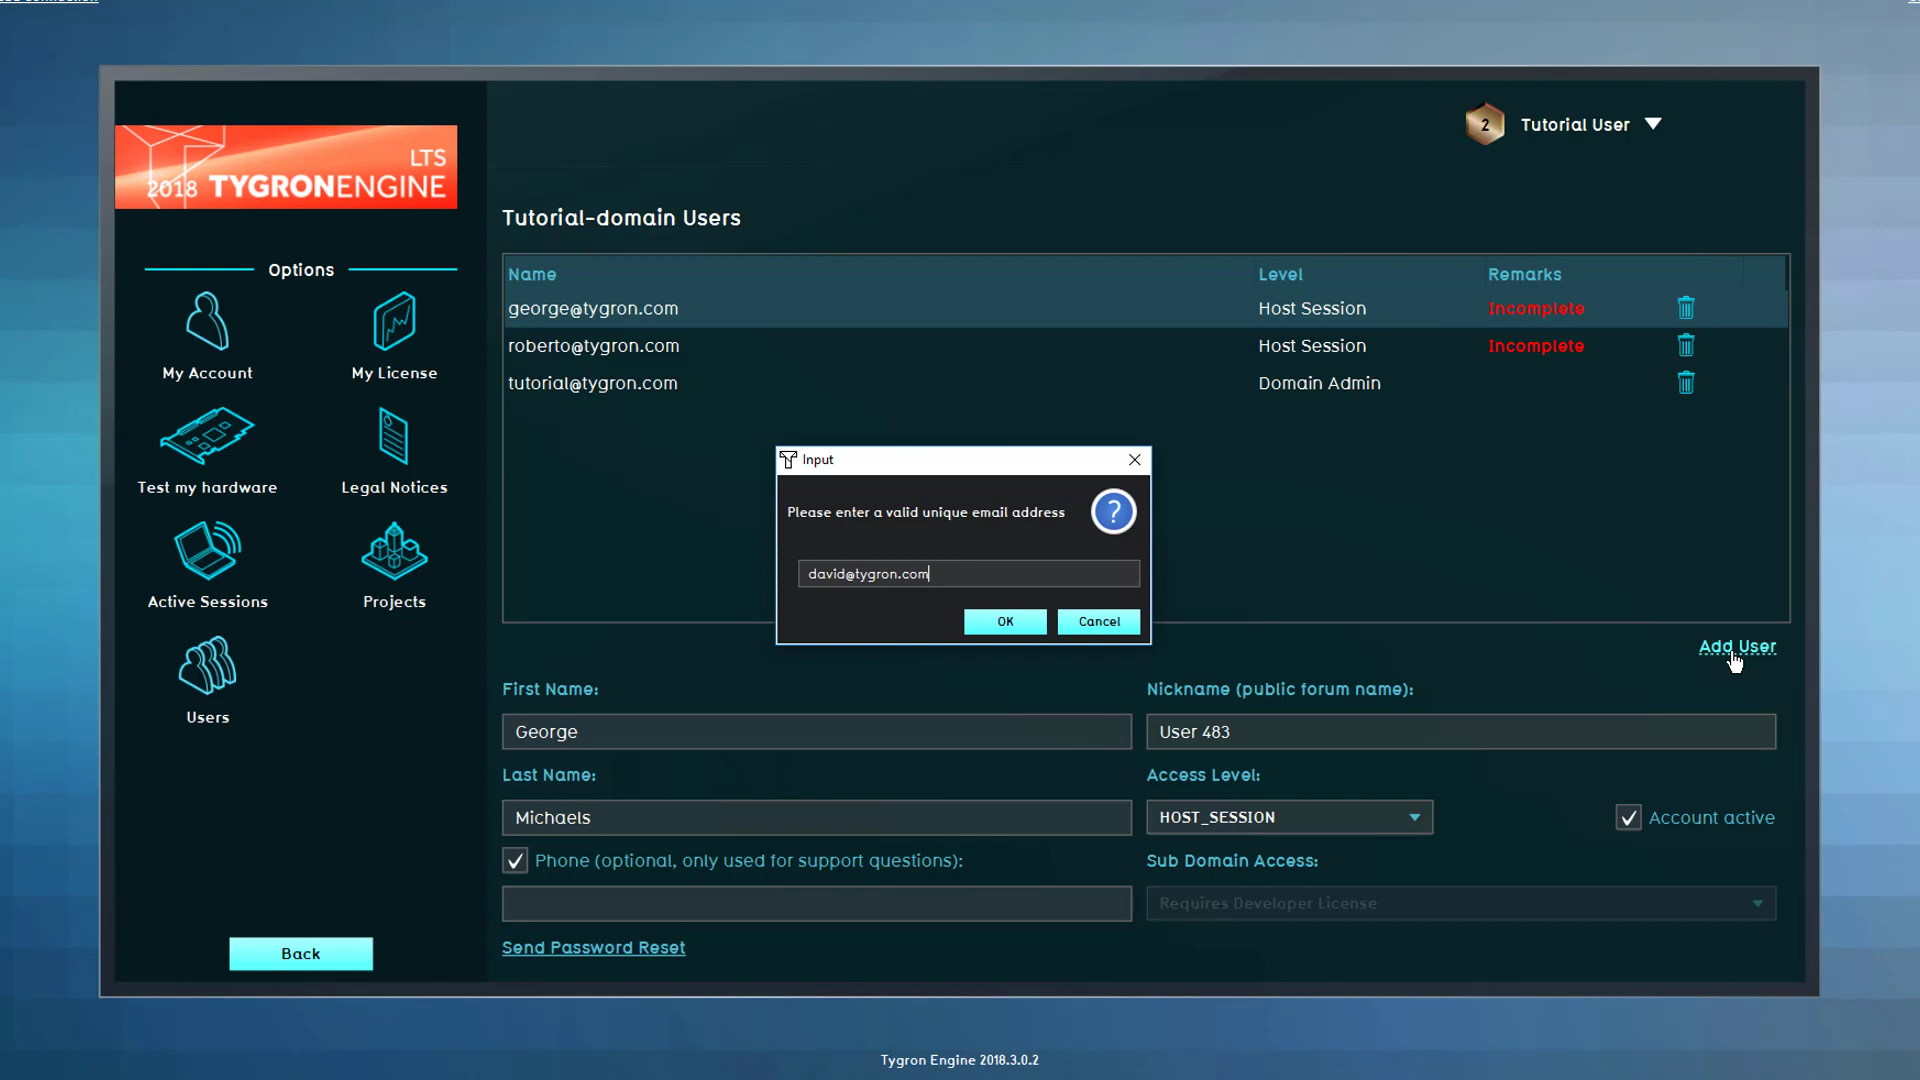 2 Tutorial User
LTS
2018 TYGRONENGINE
Tutorial-domain Users
Options
Name Level Remarks
george@tygron.com Host Session Incomplete
roberto@tygron.com Host Session Incomplete
tutorial@tygron.com Domain Admin
My Account My License
Test my hardware Legal Notices
Active Sessions Projects
Users
Input
Please enter a valid unique email address ?
david@tygron.com
OK Cancel
Add User
First Name: Nickname (public forum name):
George User 483
Last Name: Access Level:
Michaels HOST_SESSION Account active
Phone (optional, only used for support questions): Sub Domain Access:
Requires Developer License
Send Password Reset
Back
Tygron Engine 2018.3.0.2